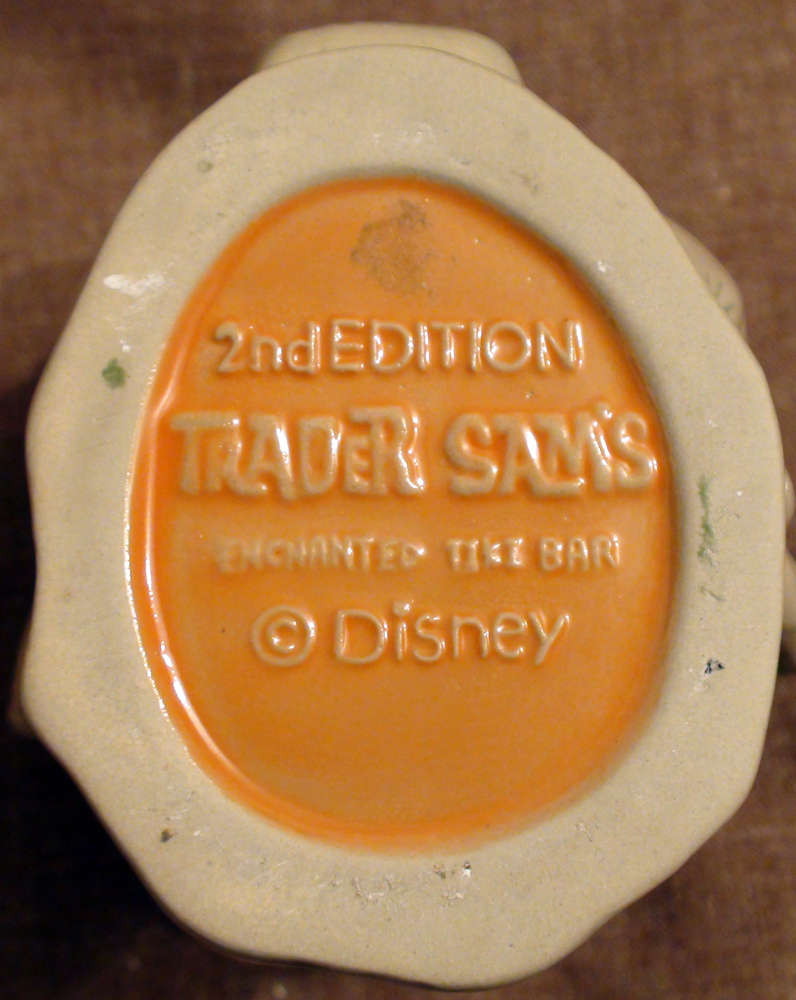 2nd EDITION
TRADER SAM'S
ENCHANTED TIKI BAR
© Disney